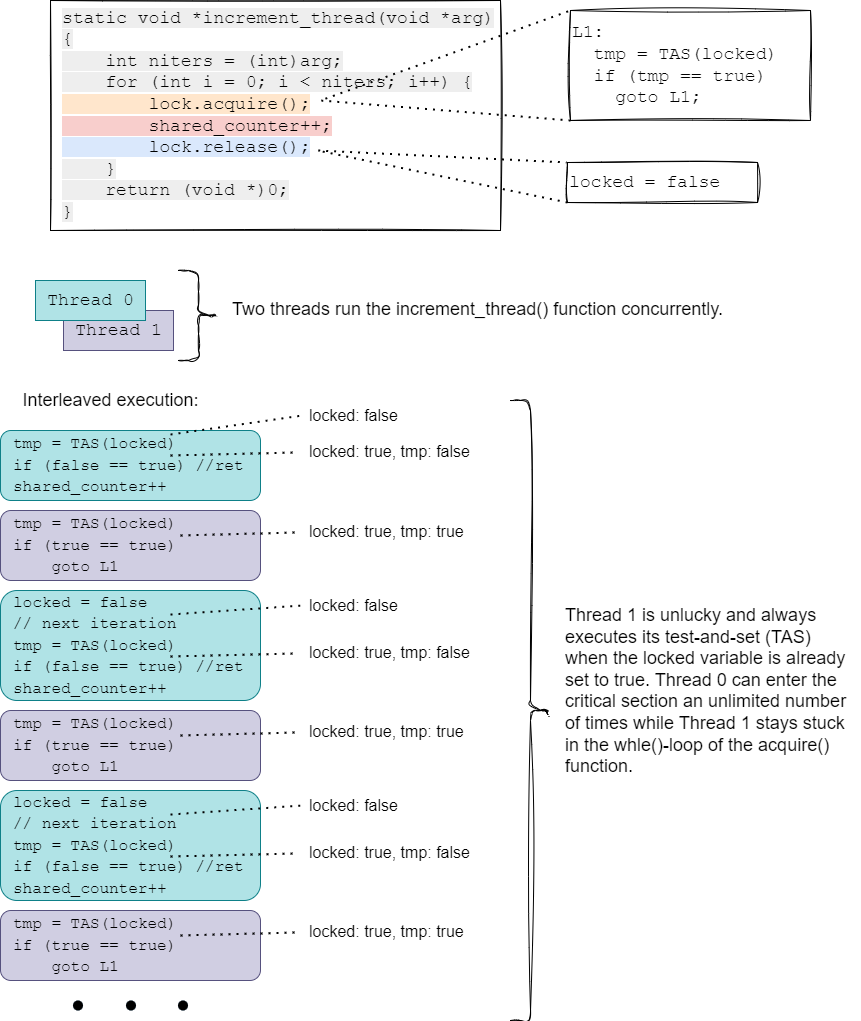 static void *increment_thread(void *arg)
{
    int niters = (int)arg;
    for (int i = 0; i < niters; i++) {
        lock.acquire();
        shared_counter++;
        lock.release();
    }
    return (void *)0;
}
L1:
  tmp = TAS(locked)
  if (tmp == true)
    goto L1;
locked = false
Thread 0
Thread 1
Two threads run the increment_thread() function concurrently.
Interleaved execution:
locked: false
tmp = TAS(locked)
if (false == true) //ret
shared_counter++
locked: true, tmp: false
tmp = TAS(locked)
if (true == true)
    goto L1
locked: true, tmp: true
locked = false
// next iteration
tmp = TAS(locked)
if (false == true) //ret
shared_counter++
locked: false
locked: true, tmp: false
tmp = TAS(locked)
if (true == true)
    goto L1
locked: true, tmp: true
locked = false
// next iteration
tmp = TAS(locked)
if (false == true) //ret
shared_counter++
locked: false
locked: true, tmp: false
tmp = TAS(locked)
if (true == true)
    goto L1
locked: true, tmp: true
Thread 1 is unlucky and always
executes its test-and-set (TAS)
when the locked variable is already
set to true. Thread 0 can enter the
critical section an unlimited number
of times while Thread 1 stays stuck
in the whle()-loop of the acquire()
function.